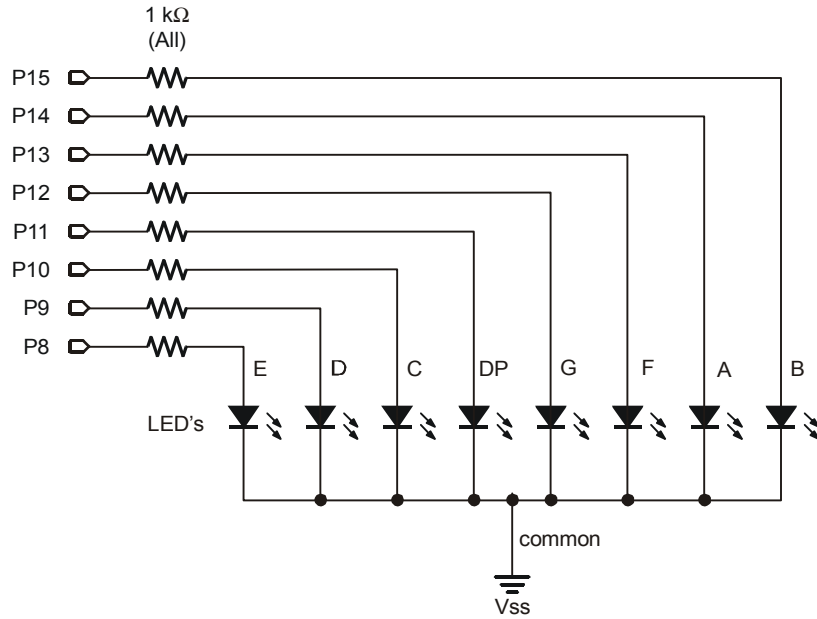 1 kΩ
(All)
P15
P14
P13
P12
P11
P10
P9
P8
E D C DP G F A B
LED's
common
Vss